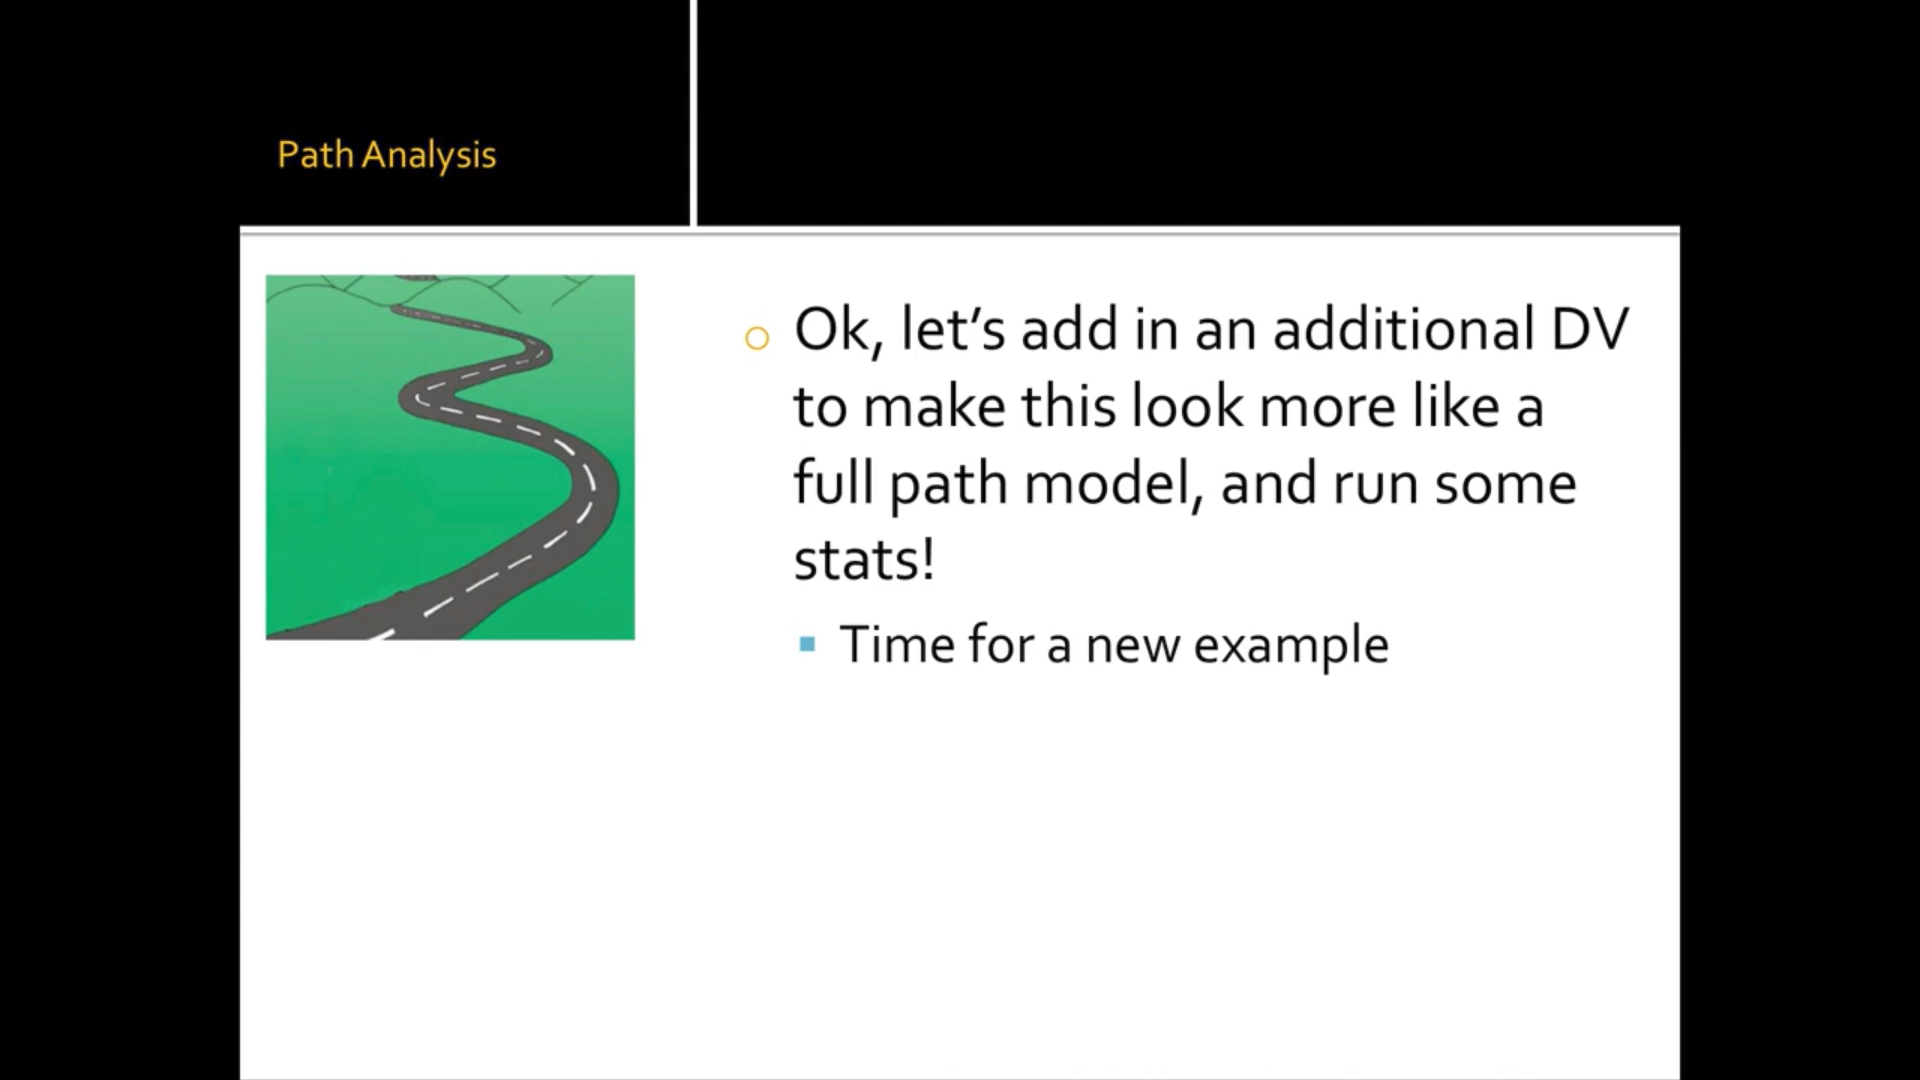 Path Analysis
Ok, let’s add in an additional DV
to make this look more like a
full path model, and run some
stats!
Time for a new example